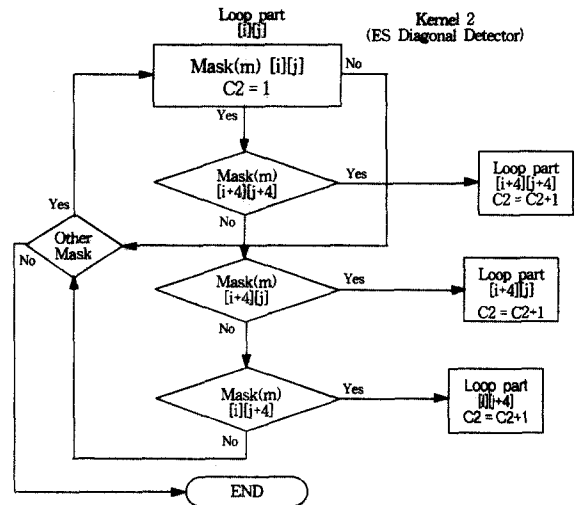 Loop part
[i][j]
Kernel 2
(ES Diagonal Detector)
Mask(m) [i][j]
C2 = 1
No
Yes
Mask(m)
[i+4][j+4]
Yes
Loop part
[i+4][j+4]
C2 = C2+1
No
Yes
Other
Mask
No
Mask(m)
[i+4][j]
Yes
Loop part
[i+4][j]
C2 = C2+1
No
Mask(m)
[i][j+4]
Yes
Loop part
[i][j+4]
C2 = C2+1
No
END